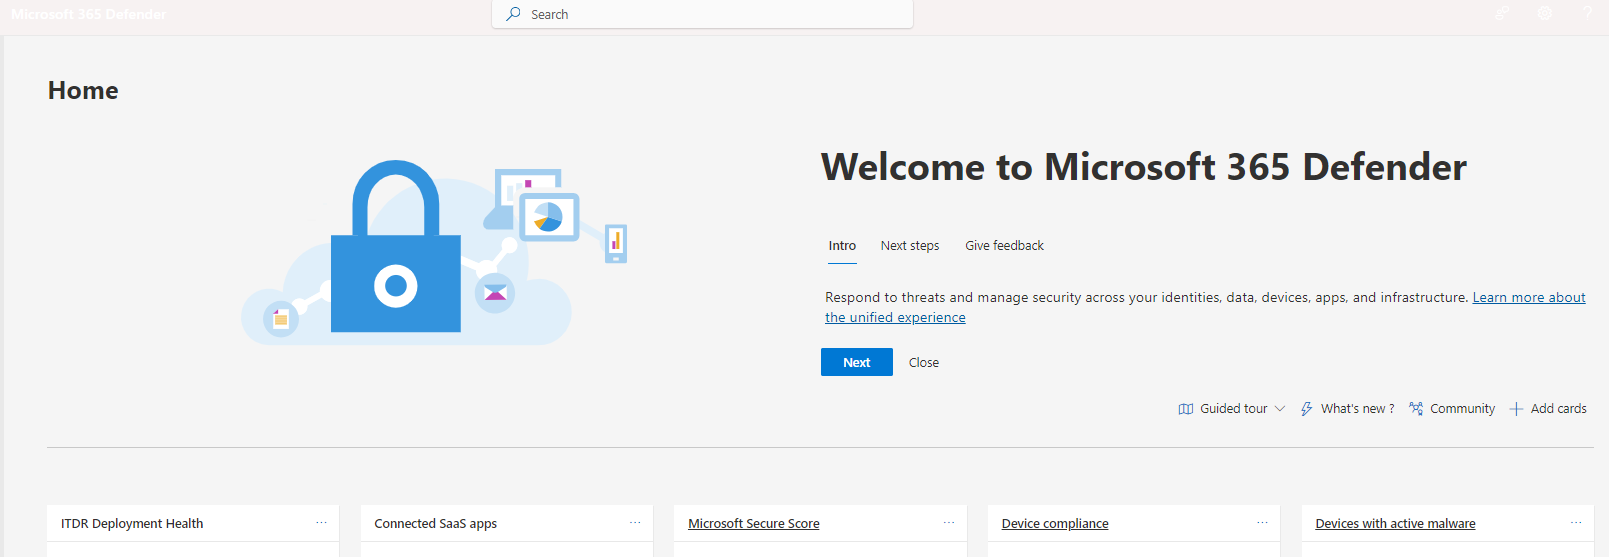 Microsoft 365 Defender
Search
?
Home
Welcome to Microsoft 365 Defender
Intro Next steps Give feedback
Respond to threats and manage security across your identities, data, devices, apps, and infrastructure. Learn more about
the unified experience
Next Close
Guided tour What's new ? Community Add cards
ITDR Deployment Health ... Connected SaaS apps ... Microsoft Secure Score ... Device compliance ... Devices with active malware ...